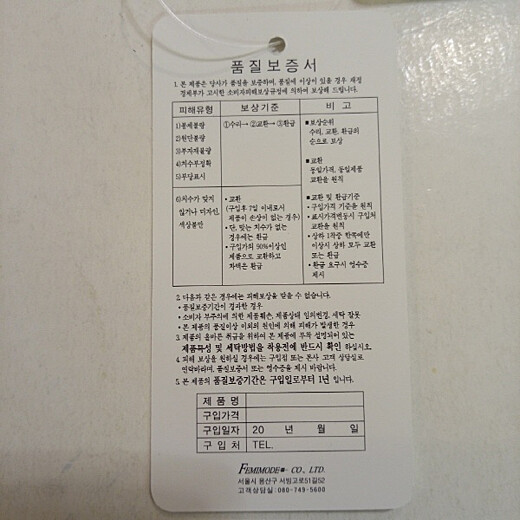 품 질 보 증 서
1. 본 제품은 당사가 품질을 보증하며, 품질에 이상이 있을 경우 재정
경제부가 고시한 소비자피해보상규정에 의하여 보상해 드립니다.
피해유형 보상기준 비 고
1)봉제불량 ①수리→ ②교환→ ③환급
2)원단불량
3)부자재불량
4)치수부정확
5)부당표시
■보상순위
수리, 교환, 환급의
순으로 보상
■교환
동일가격, 동일제품
교환을 원칙
6)치수가 맞지
않거나 디자인,
색상불만
• 교환
(구입후 7일 이내로서
제품이 손상이 없는 경우)
• 단, 맞는 치수가 없는
경우에는 환급
• 구입가의 90%이상인
제품으로 교환하고
차액은 환급
■교환 및 환급기준
• 구입가격 기준을 원칙
• 표시가격변동시 구입처
교환을 원칙
• 상하 1착중 한쪽에만
이상시 상하 모두 교환
또는 환급
• 환급 요구시 영수증
제시
2. 다음과 같은 경우에는 피해보상을 받을 수 없습니다.
• 품질보증기간이 경과한 경우
• 소비자 부주의에 의한 제품훼손, 제품상태 임의변경, 세탁 잘못
• 본 제품의 품질이상 이외의 원인에 의해 피해가 발생한 경우
3. 제품의 올바른 취급을 위하여 본 제품에 부착 설명되어 있는
제품특성 및 세탁방법을 착용전에 반드시 확인 하십시오.
4. 피해 보상을 원하실 경우에는 구입점 또는 본사 고객 상담실로
연락바라며, 품질보증서 또는 영수증을 제시 바랍니다.
5. 본 제품의 품질보증기간은 구입일로부터 1년 입니다.
제 품 명
구입가격
구입일자 20 년 월 일
구 입 처 TEL.
FEMIMODE CO., LTD.
서울시 용산구 서빙고로51길52
고객상담실:080-749-5600